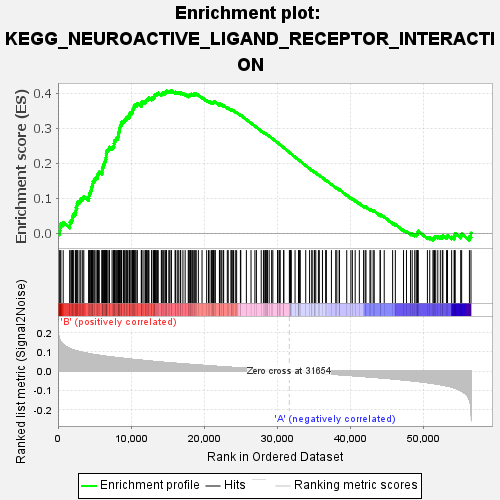 Enrichment plot:
KEGG_NEUROACTIVE_LIGAND_RECEPTOR_INTERACTI
ON
Enrichment score (ES)
0.4
0.3
0.2
0.1
0.0
'B' (positively correlated)
Ranked list metric (Signal2Noise)
0.2
0.1
0.0
-0.1
-0.2
Zero cross at 31654
'A' (negatively correlated)
0
10,000
20,000
30,000
40,000
50,000
Rank in Ordered Dataset
Enrichment profile
Hits
Ranking metric scores